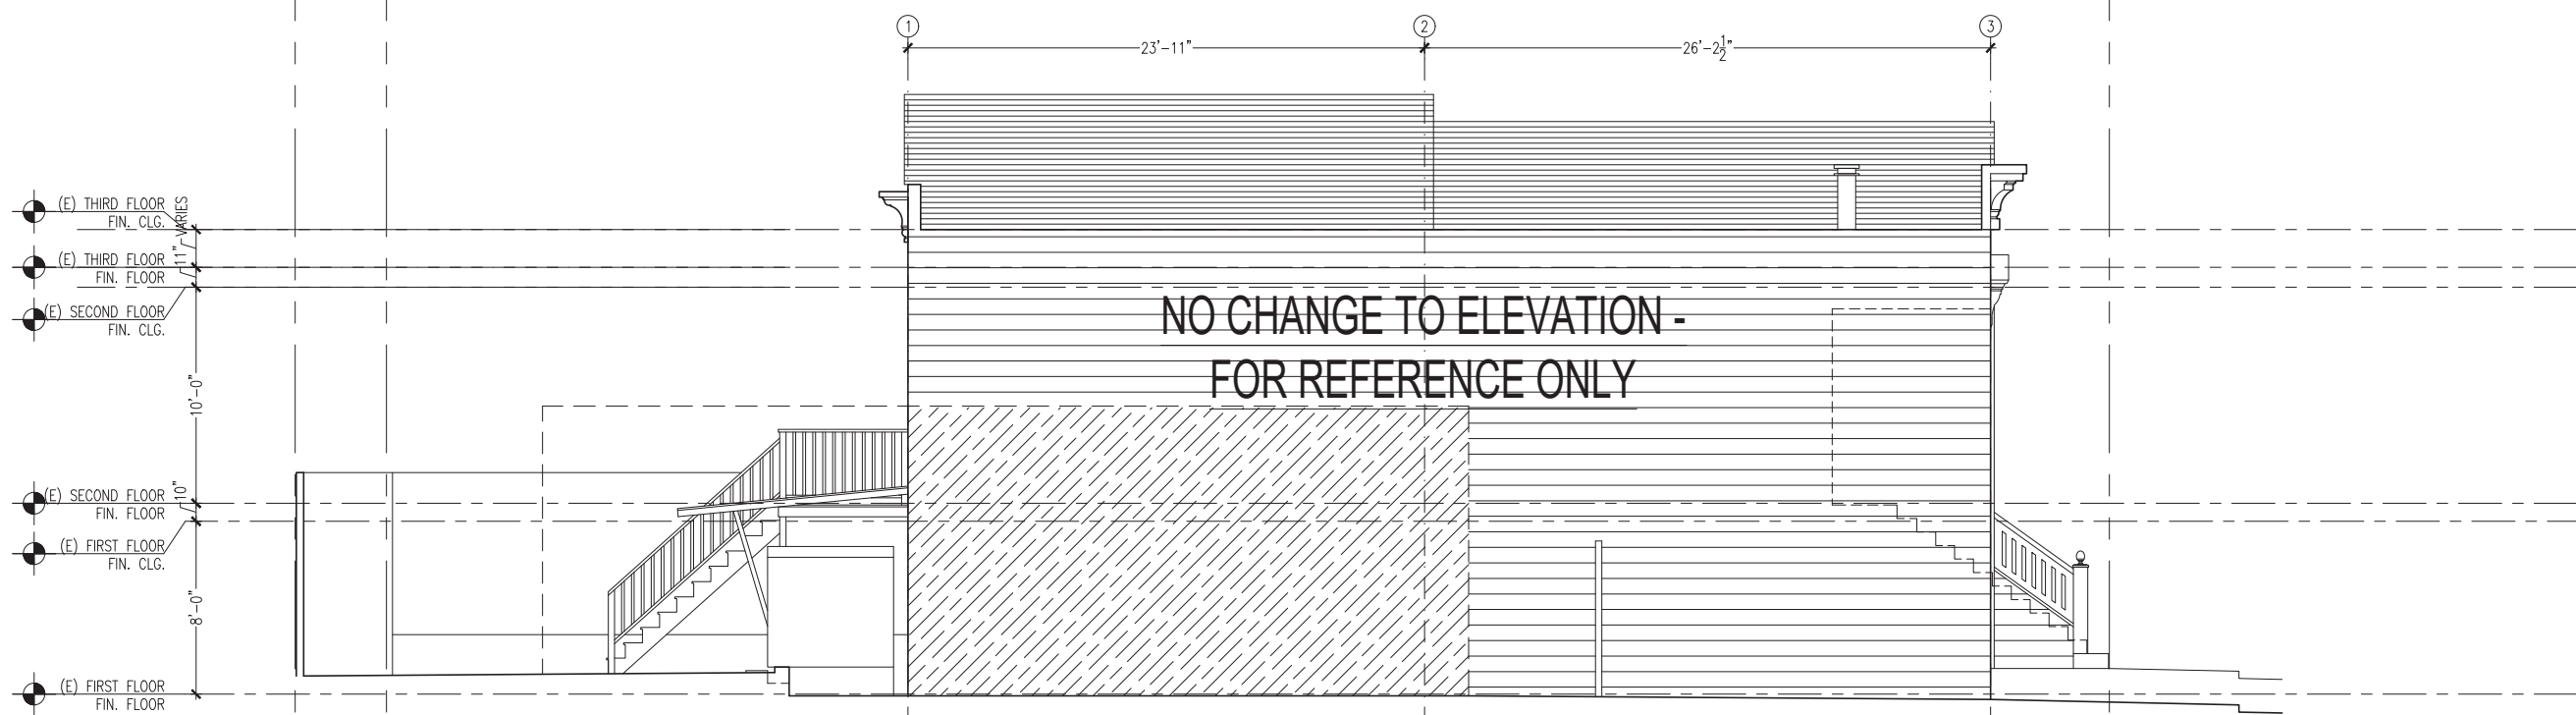 1
2
3
23'-11"
26'-2 1/2"
(E) THIRD FLOOR
FIN. CLG.
VARIES
(E) THIRD FLOOR
FIN. FLOOR
11"
(E) SECOND FLOOR
FIN. CLG.
NO CHANGE TO ELEVATION -
FOR REFERENCE ONLY
10'-0"
(E) SECOND FLOOR
FIN. FLOOR
10"
(E) FIRST FLOOR
FIN. CLG.
8'-0"
(E) FIRST FLOOR
FIN. FLOOR